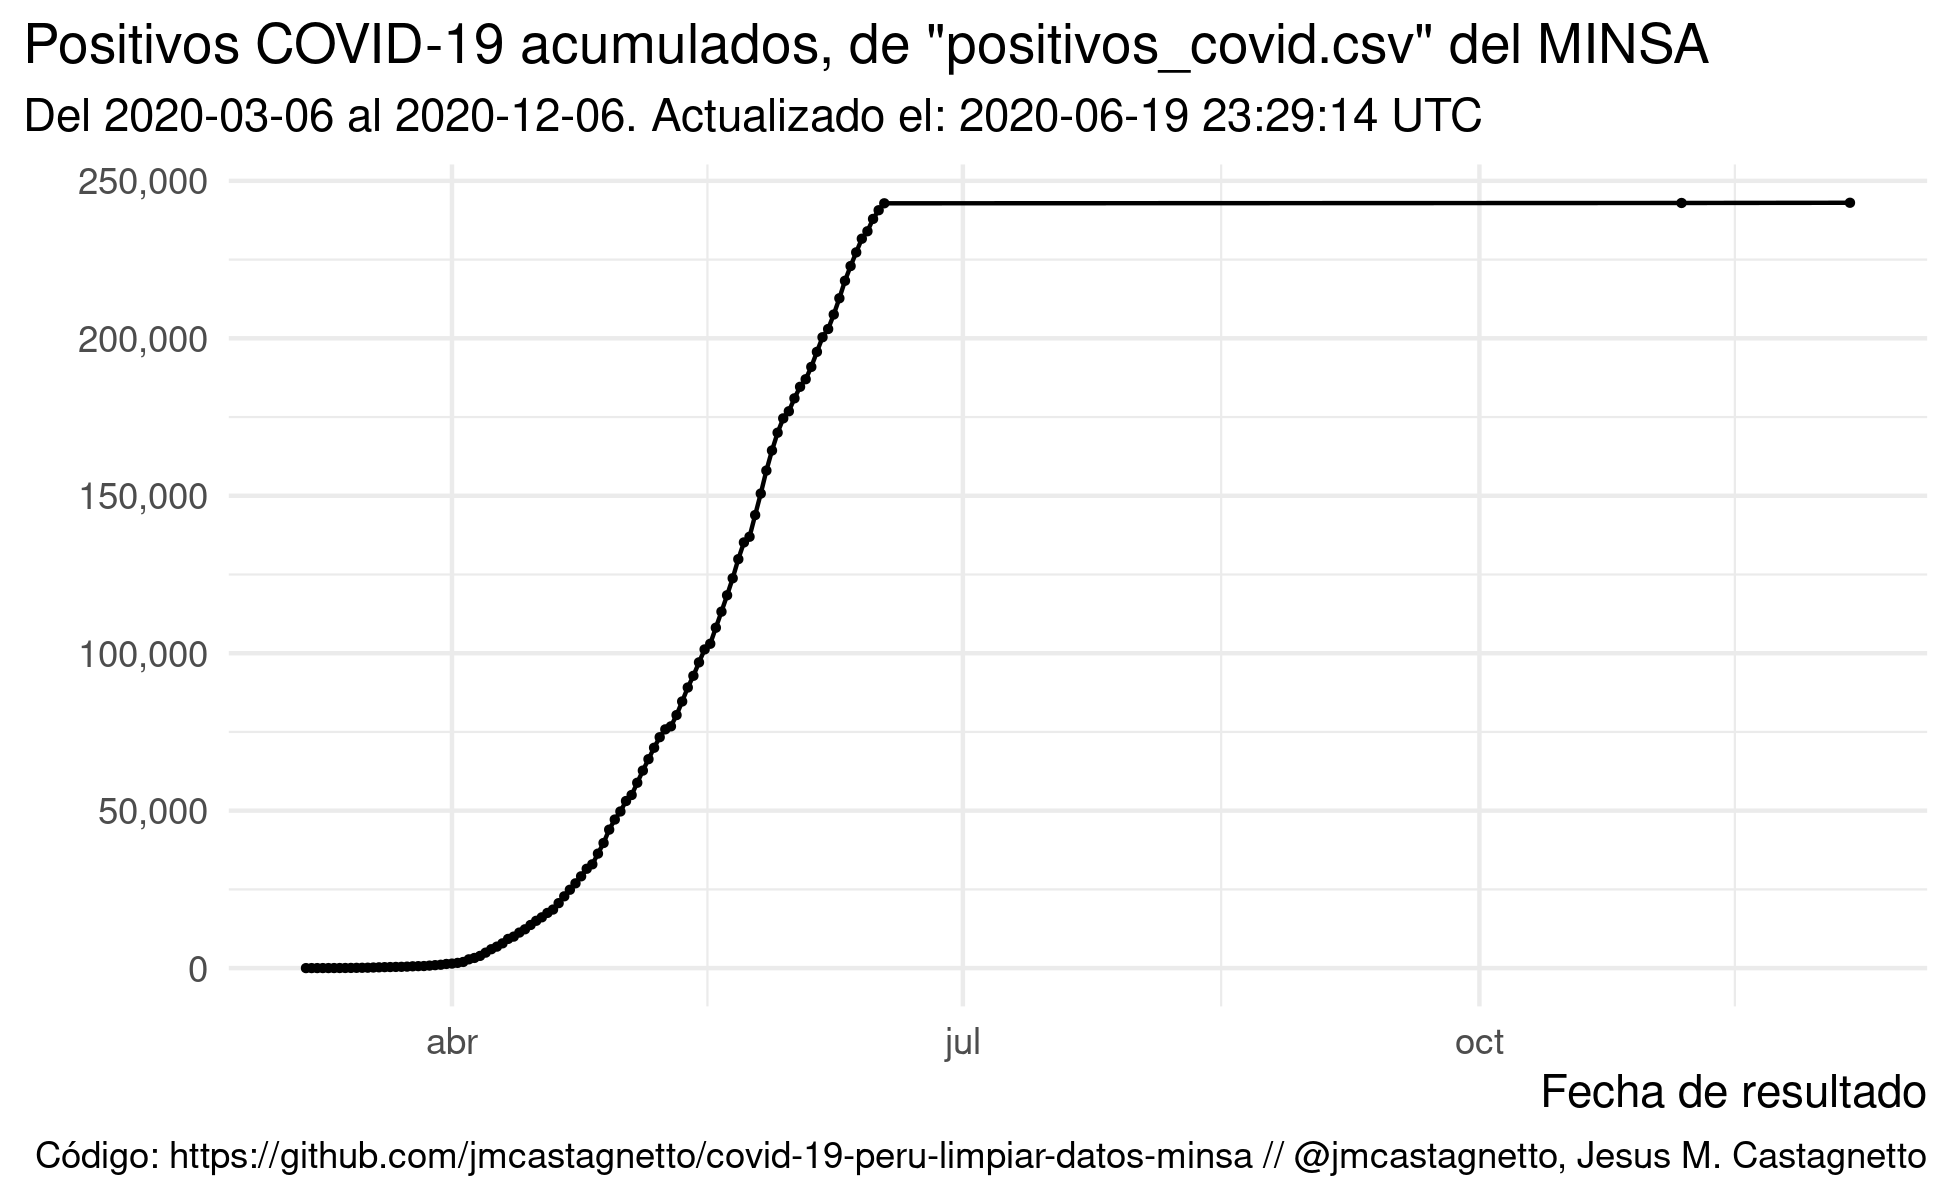 Positivos COVID-19 acumulados, de "positivos_covid.csv" del MINSA
Del 2020-03-06 al 2020-12-06. Actualizado el: 2020-06-19 23:29:14 UTC
250,000
200,000
150,000
100,000
50,000
0
abr jul oct
Fecha de resultado
Código: https://github.com/jmcastagnetto/covid-19-peru-limpiar-datos-minsa // @jmcastagnetto, Jesus M. Castagnetto